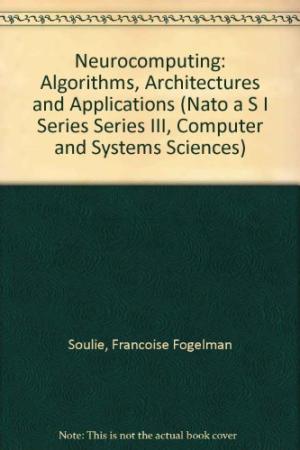 Neurocomputing:
Algorithms, Architectures
and Applications (Nato a S I
Series Series III, Computer
and Systems Sciences)
Soulie, Francoise Fogelman
Note: This is not the actual book cover